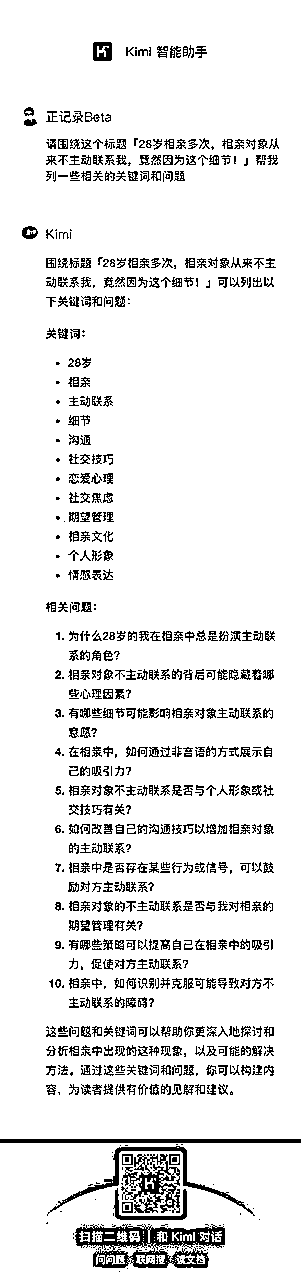 Kimi 智能助手
正记录Beta
请围绕这个标题「28岁相亲多次，相亲对象从
来不主动联系我，竟然因为这个细节！」帮我
列一些相关的关键词和问题
Kimi
围绕标题「28岁相亲多次，相亲对象从来不主
动联系我，竟然因为这个细节！」可以列出以
下关键词和问题：
关键词：
• 28岁
• 相亲
• 主动联系
• 细节
• 沟通
• 社交技巧
• 恋爱心理
• 社交焦虑
• 期望管理
• 相亲文化
• 个人形象
• 情感表达
相关问题：
1. 为什么28岁的我在相亲中总是扮演主动联
系的角色？
2. 相亲对象不主动联系的背后可能隐藏着哪
些心理因素？
3. 有哪些细节可能影响相亲对象主动联系的
意愿？
4. 在相亲中，如何通过非言语的方式展示自
己的吸引力？
5. 相亲对象不主动联系是否与个人形象或社
交技巧有关？
6. 如何改善自己的沟通技巧以增加相亲对象
的主动联系？
7. 相亲中是否存在某些行为或信号，可以鼓
励对方主动联系？
8. 相亲对象的不主动联系是否与我对相亲的
期望管理有关？
9. 有哪些策略可以提高自己在相亲中的吸引
力，促使对方主动联系？
10. 相亲中，如何识别并克服可能导致对方不
主动联系的障碍？
这些问题和关键词可以帮助你更深入地探讨和
分析相亲中出现的这种现象，以及可能的解决
方法。通过这些关键词和问题，你可以构建内
容，为读者提供有价值的见解和建议。
扫描二维码 | 和 Kimi 对话
问问题 联网搜 读文档